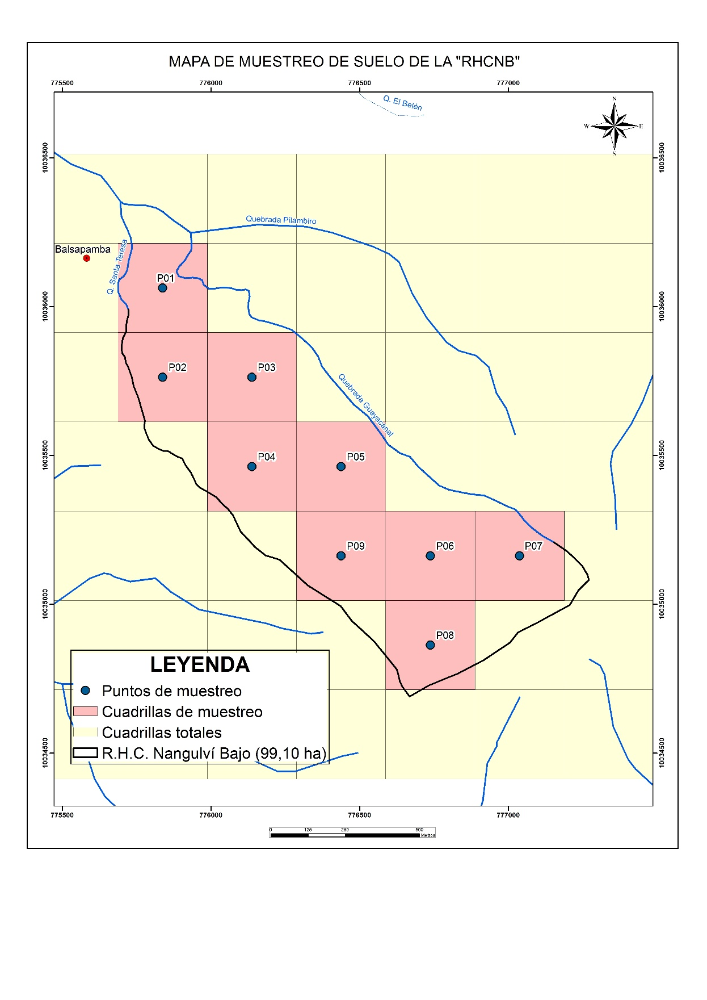 MAPA DE MUESTREO DE SUELO DE LA "RHCNB"
775500
776000
776500
777000
Q. El Belén
N
W
E
S
10036500
10036500
Quebrada Pilambiro
Balsapamba
Q. Santa Teresa
P01
10036000
10036000
P02
P03
Quebrada Guayacanal
P04
P05
10035500
10035500
P09
P06
P07
10035000
10035000
P08
LEYENDA
Puntos de muestreo
Cuadrillas de muestreo
Cuadrillas totales
R.H.C. Nangulví Bajo (99,10 ha)
10034500
10034500
775500
776000
776500
777000
0
125
250
500
Metros